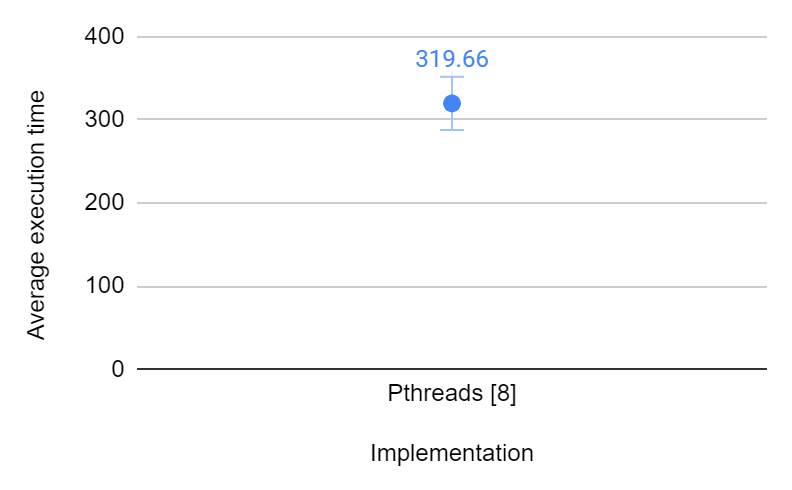 400
319.66
300
200
100
0
Average execution time
Pthreads [8]
Implementation